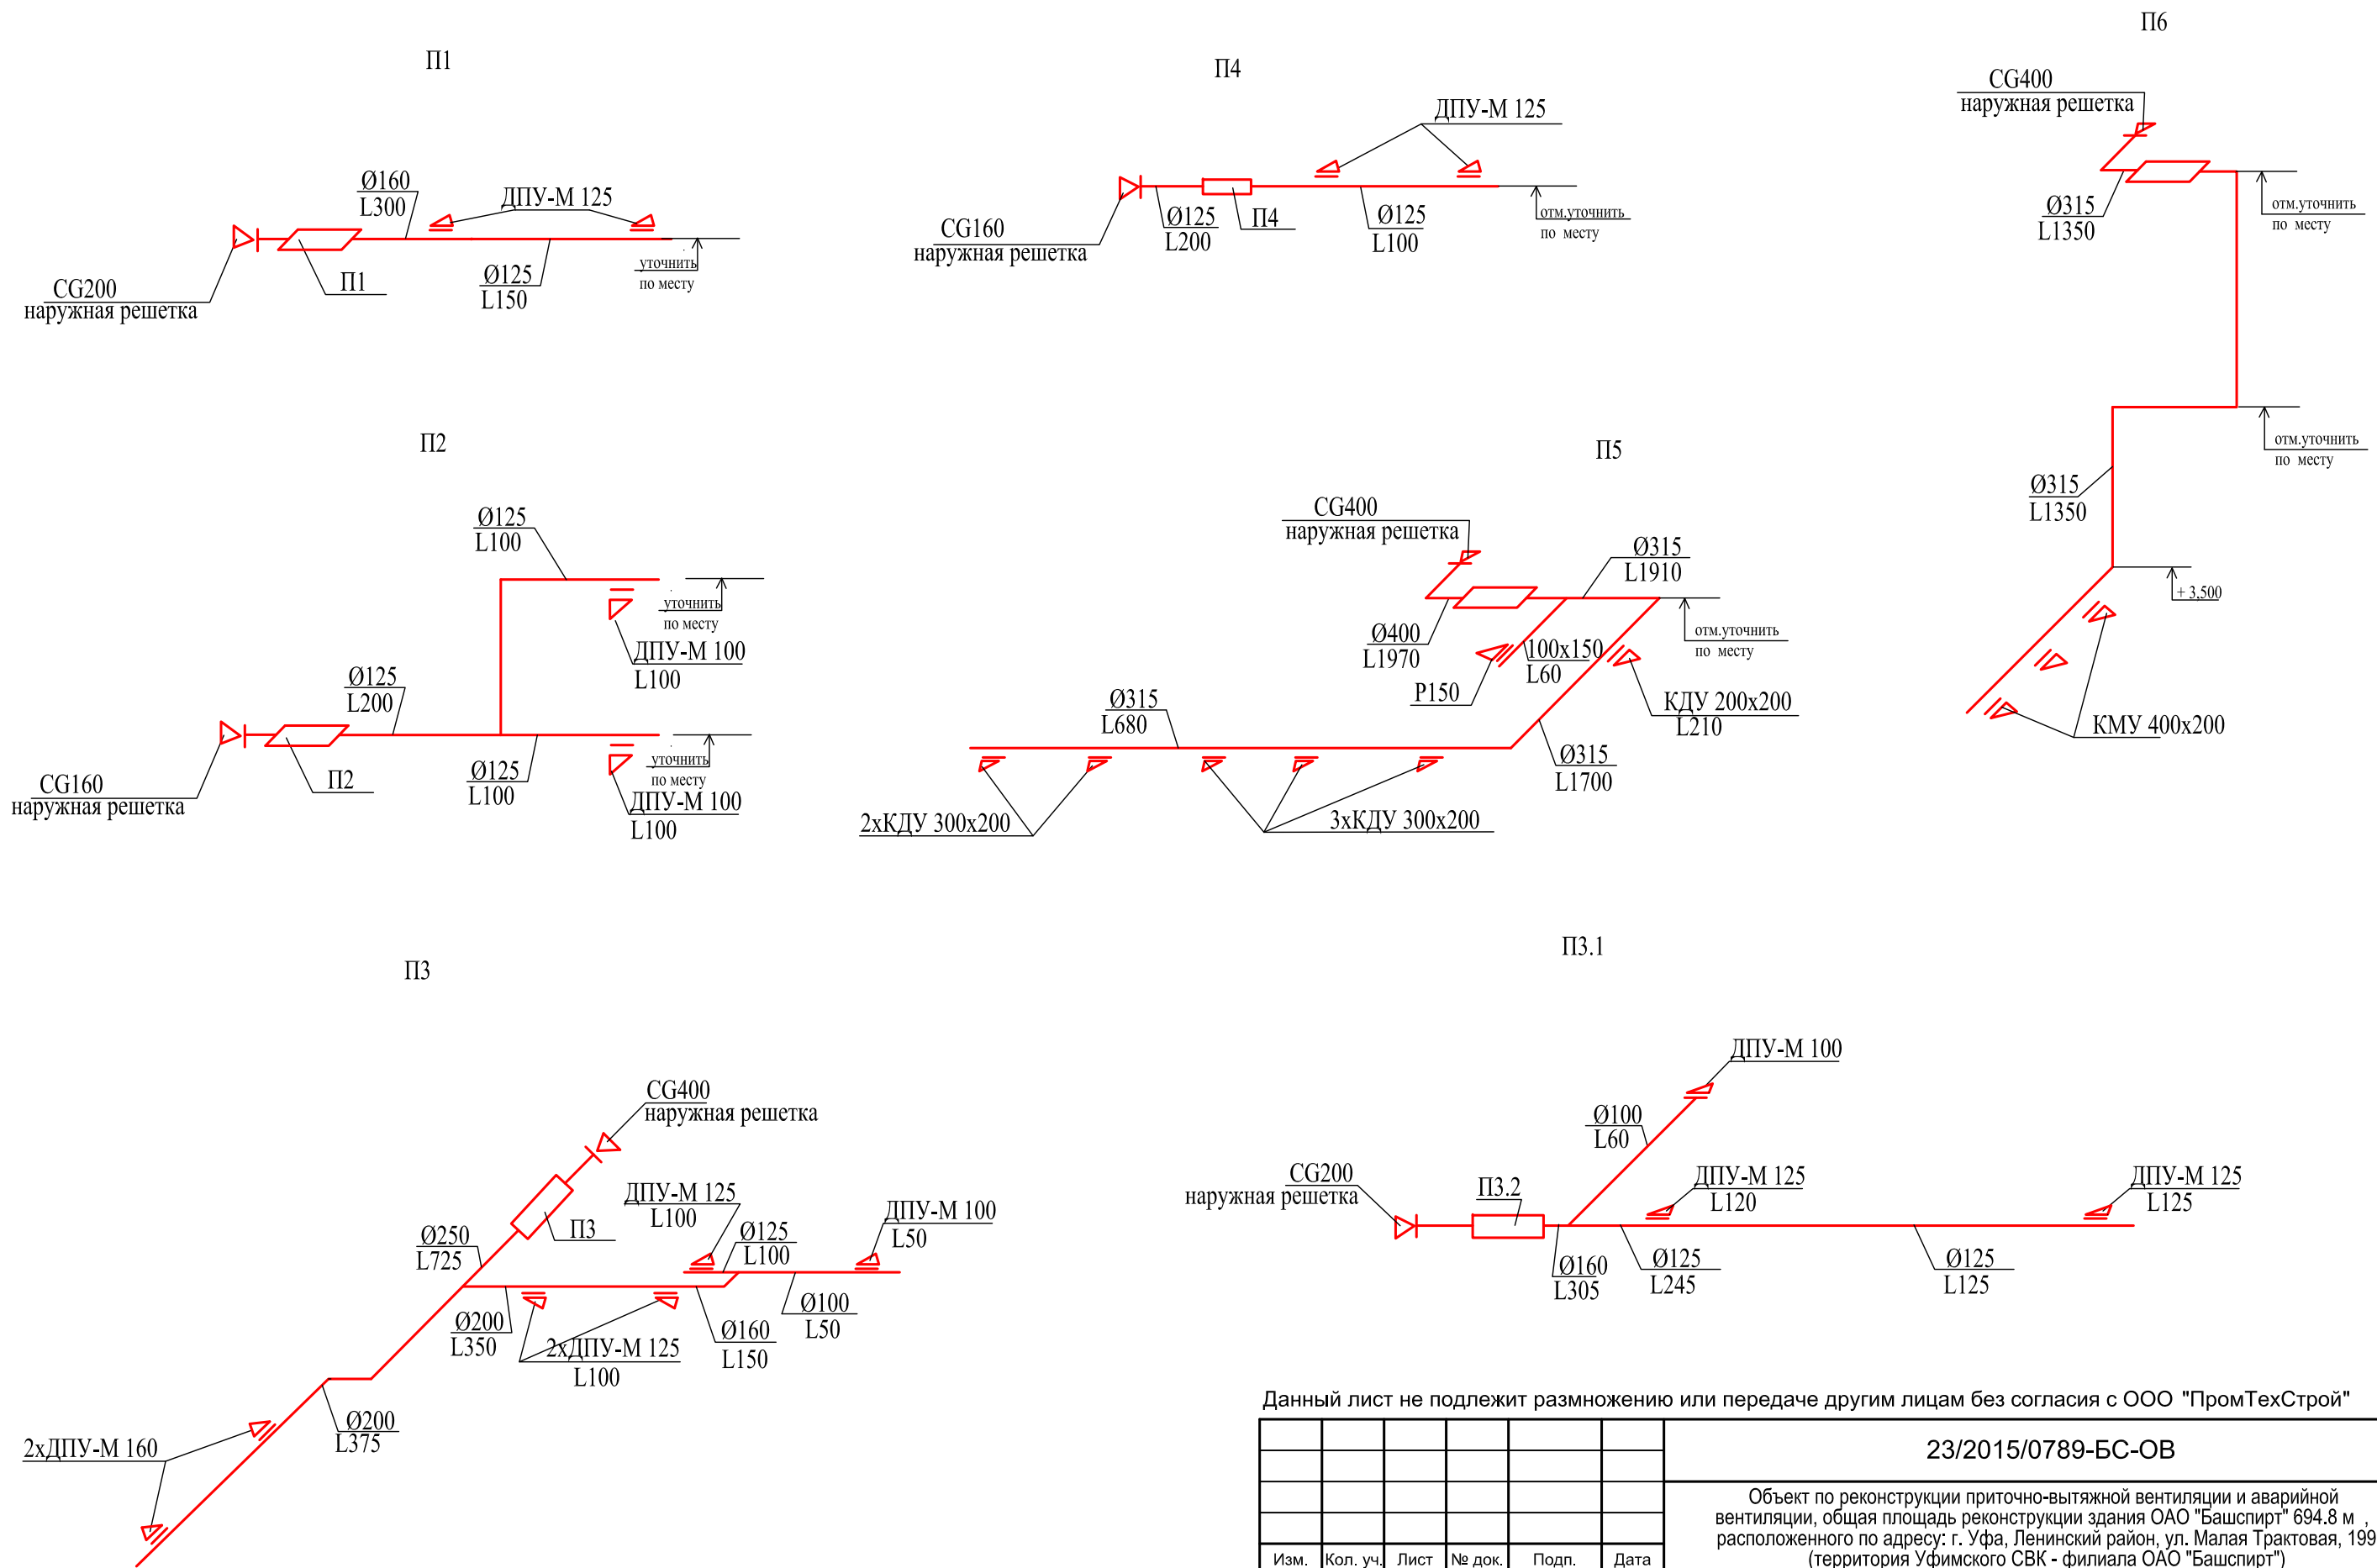 П1
Ø160
L300
ДПУ-М 125
CG200
наружная решетка
П1
Ø125
L150
уточнить
по месту
П4
ДПУ-М 125
CG160
наружная решетка
Ø125
L200
П4
Ø125
L100
отм.уточнить
по месту
П6
CG400
наружная решетка
Ø315
L1350
отм.уточнить
по месту
отм.уточнить
по месту
Ø315
L1350
+ 3,500
КМУ 400х200
П2
Ø125
L100
уточнить
по месту
ДПУ-М 100
L100
Ø125
L200
CG160
наружная решетка
П2
Ø125
L100
уточнить
по месту
ДПУ-М 100
L100
П5
CG400
наружная решетка
Ø315
L1910
Ø400
L1970
100х150
L60
отм.уточнить
по месту
Р150
КДУ 200х200
L210
Ø315
L680
Ø315
L1700
2хКДУ 300х200
3хКДУ 300х200
П3
CG400
наружная решетка
ДПУ-М 125
L100
П3
Ø250
L725
Ø125
L100
ДПУ-М 100
L50
Ø200
L350
2хДПУ-М 125
L100
Ø160
L150
Ø100
L50
Ø200
L375
2хДПУ-М 160
П3.1
ДПУ-М 100
Ø100
L60
CG200
наружная решетка
П3.2
ДПУ-М 125
L120
ДПУ-М 125
L125
Ø160
L305
Ø125
L245
Ø125
L125
Данный лист не подлежит размножению или передаче другим лицам без согласия с ООО "ПромТехСтрой"
23/2015/0789-БС-ОВ
Объект по реконструкции приточно-вытяжной вентиляции и аварийной
вентиляции, общая площадь реконструкции здания ОАО "Башспирт" 694.8 м ,
расположенного по адресу: г. Уфа, Ленинский район, ул. Малая Трактовая, 199
(территория Уфимского СВК - филиала ОАО "Башспирт")
Изм. Кол. уч. Лист № док. Подп. Дата